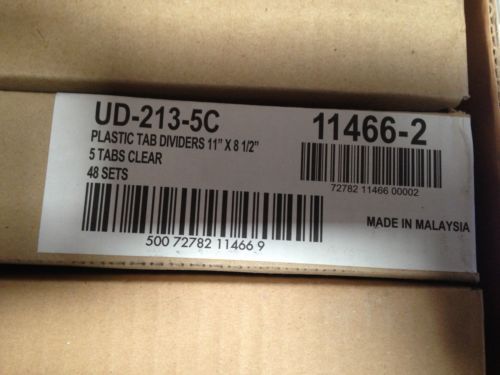 UD-213-5C
PLASTIC TAB DIVIDERS 11" X 8 1/2"
5 TABS CLEAR
48 SETS
500 72782 11466 9
11466-2
72782 11466 00002
MADE IN MALAYSIA